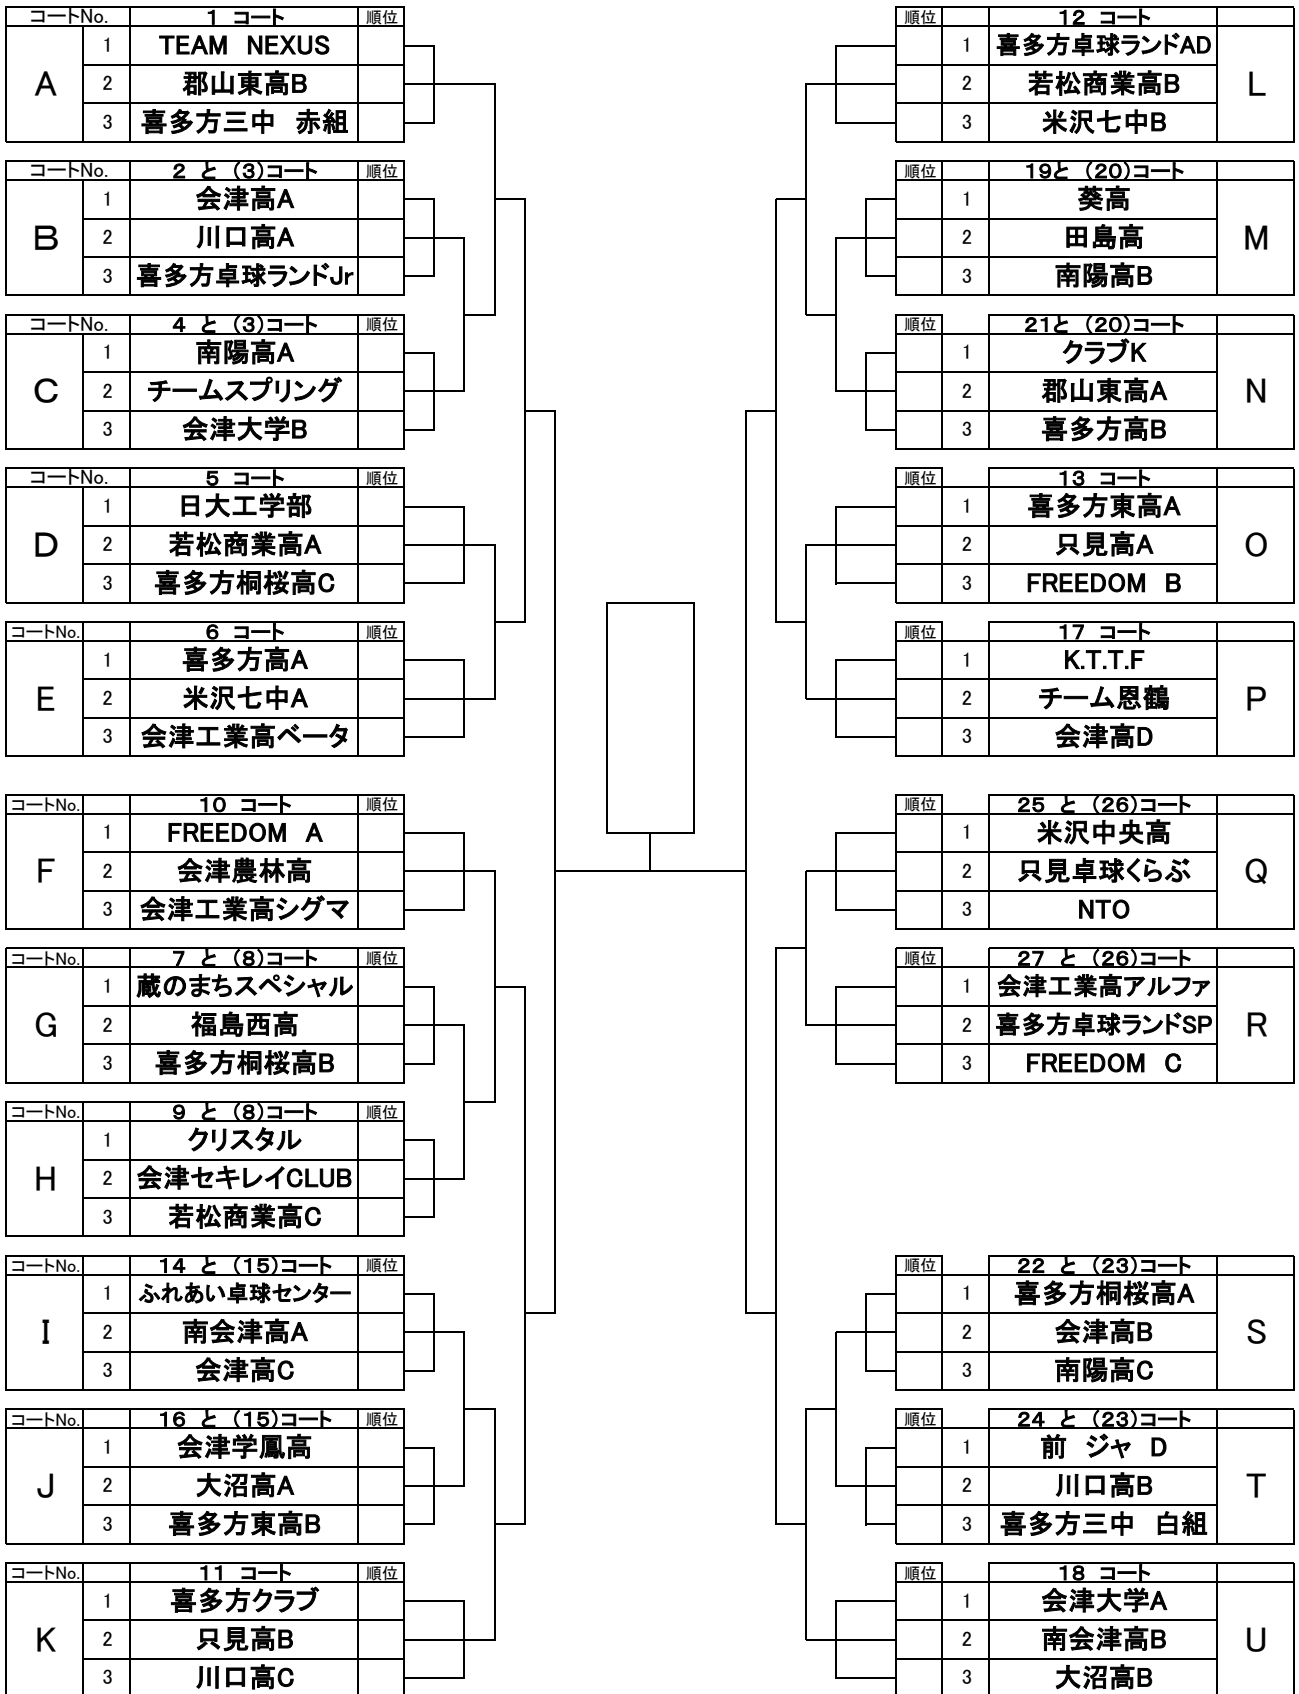 コートNo. 1 コート 順位
A
1 TEAM NEXUS
2 郡山東高B
3 喜多方三中 赤組
コートNo. 2 と (3)コート 順位
B
1 会津高A
2 川口高A
3 喜多方卓球ランドJr
コートNo. 4 と (3)コート 順位
C
1 南陽高A
2 チームスプリング
3 会津大学B
コートNo. 5 コート 順位
D
1 日大工学部
2 若松商業高A
3 喜多方桐桜高C
コートNo. 6 コート 順位
E
1 喜多方高A
2 米沢七中A
3 会津工業高ベータ
コートNo. 10 コート 順位
F
1 FREEDOM A
2 会津農林高
3 会津工業高シグマ
コートNo. 7 と (8)コート 順位
G
1 蔵のまちスペシャル
2 福島西高
3 喜多方桐桜高B
コートNo. 9 と (8)コート 順位
H
1 クリスタル
2 会津セキレイCLUB
3 若松商業高C
コートNo. 14 と (15)コート 順位
I
1 ふれあい卓球センター
2 南会津高A
3 会津高C
コートNo. 16 と (15)コート 順位
J
1 会津学鳳高
2 大沼高A
3 喜多方東高B
コートNo. 11 コート 順位
K
1 喜多方クラブ
2 只見高B
3 川口高C
順位 12 コート
1 喜多方卓球ランドAD
2 若松商業高B
3 米沢七中B
L
順位 19と (20)コート
1 葵高
2 田島高
3 南陽高B
M
順位 21と (20)コート
1 クラブK
2 郡山東高A
3 喜多方高B
N
順位 13 コート
1 喜多方東高A
2 只見高A
3 FREEDOM B
O
順位 17 コート
1 K.T.T.F
2 チーム恩鶴
3 会津高D
P
順位 25 と (26)コート
1 米沢中央高
2 只見卓球くらぶ
3 NTO
Q
順位 27 と (26)コート
1 会津工業高アルファ
2 喜多方卓球ランドSP
3 FREEDOM C
R
順位 22 と (23)コート
1 喜多方桐桜高A
2 会津高B
3 南陽高C
S
順位 24 と (23)コート
1 前 ジャ D
2 川口高B
3 喜多方三中 白組
T
順位 18 コート
1 会津大学A
2 南会津高B
3 大沼高B
U